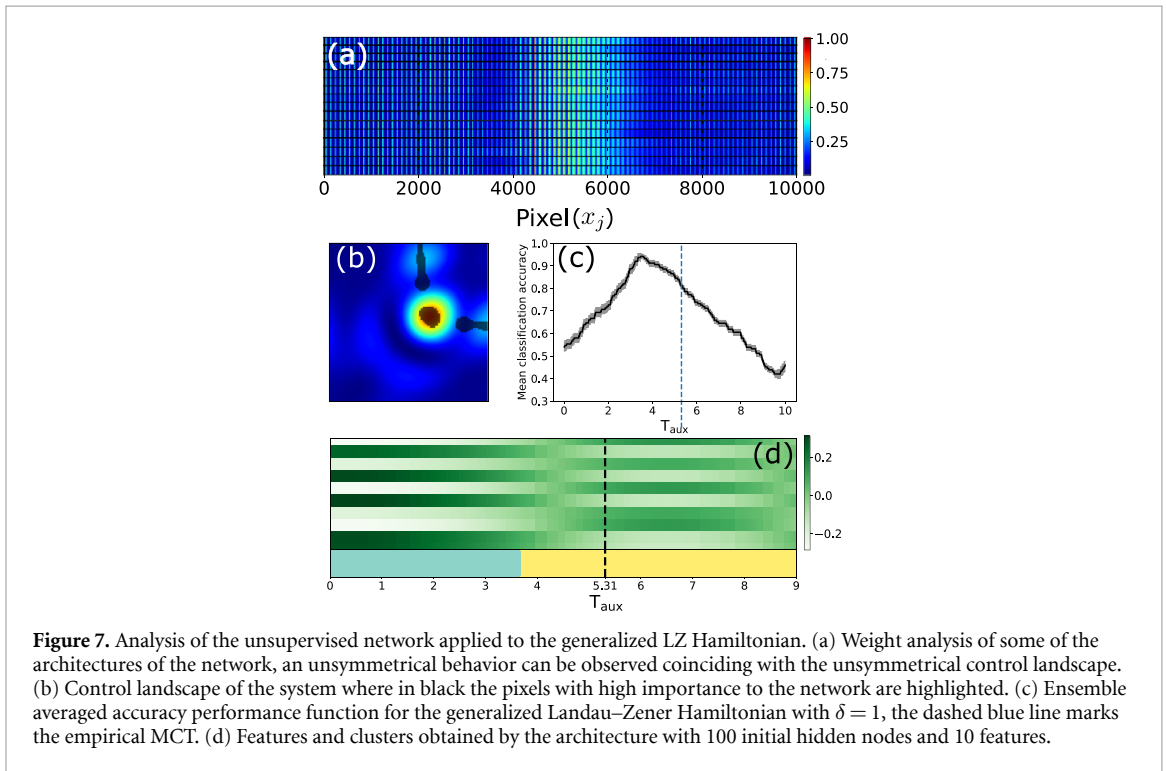 (a)
1.00
0.75
0.50
0.25
0 2000 4000 6000 8000 10000
Pixel(x_j)
(b)
(c)
Mean classification accuracy
1.0
0.9
0.8
0.7
0.6
0.5
0.4
0.3
0 2 4 6 8 10
T_aux
(d)
0.2
0.0
−0.2
0 1 2 3 4 5.31 6 7 8 9
T_aux
Figure 7. Analysis of the unsupervised network applied to the generalized LZ Hamiltonian. (a) Weight analysis of some of the
architectures of the network, an unsymmetrical behavior can be observed coinciding with the unsymmetrical control landscape.
(b) Control landscape of the system where in black the pixels with high importance to the network are highlighted. (c) Ensemble
averaged accuracy performance function for the generalized Landau–Zener Hamiltonian with δ = 1, the dashed blue line marks
the empirical MCT. (d) Features and clusters obtained by the architecture with 100 initial hidden nodes and 10 features.